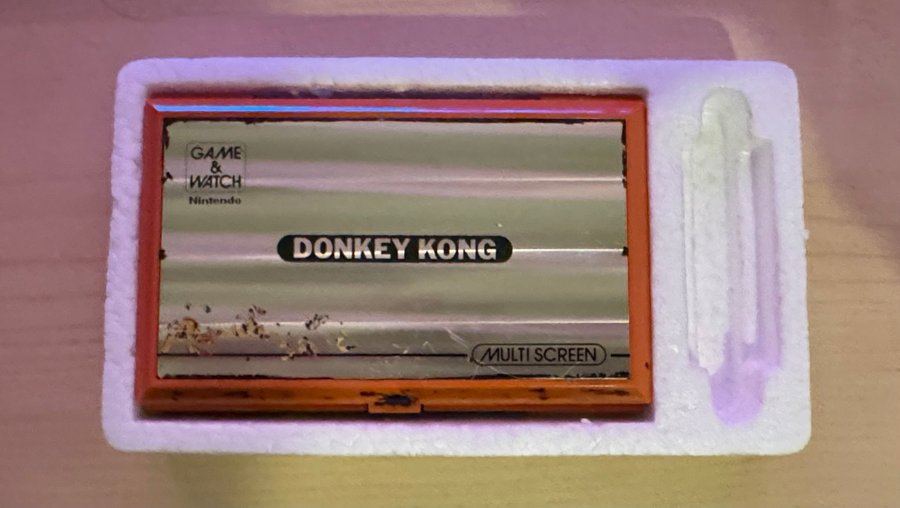 GAME
&
WATCH
Nintendo
DONKEY KONG
MULTI SCREEN